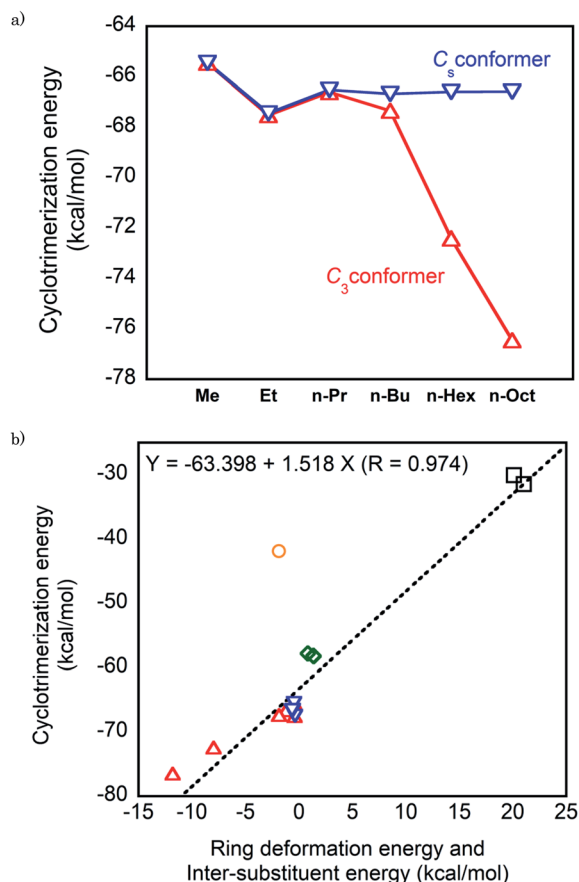 a)
-64
-66
-68
-70
-72
-74
-76
-78
Cyclotrimerization energy
(kcal/mol)
Cs conformer
C3 conformer
Me Et n-Pr n-Bu n-Hex n-Oct
b)
Y = -63.398 + 1.518 X (R = 0.974)
-30
-40
-50
-60
-70
-80
Cyclotrimerization energy
(kcal/mol)
-15 -10 -5 0 5 10 15 20 25
Ring deformation energy and
Inter-substituent energy (kcal/mol)